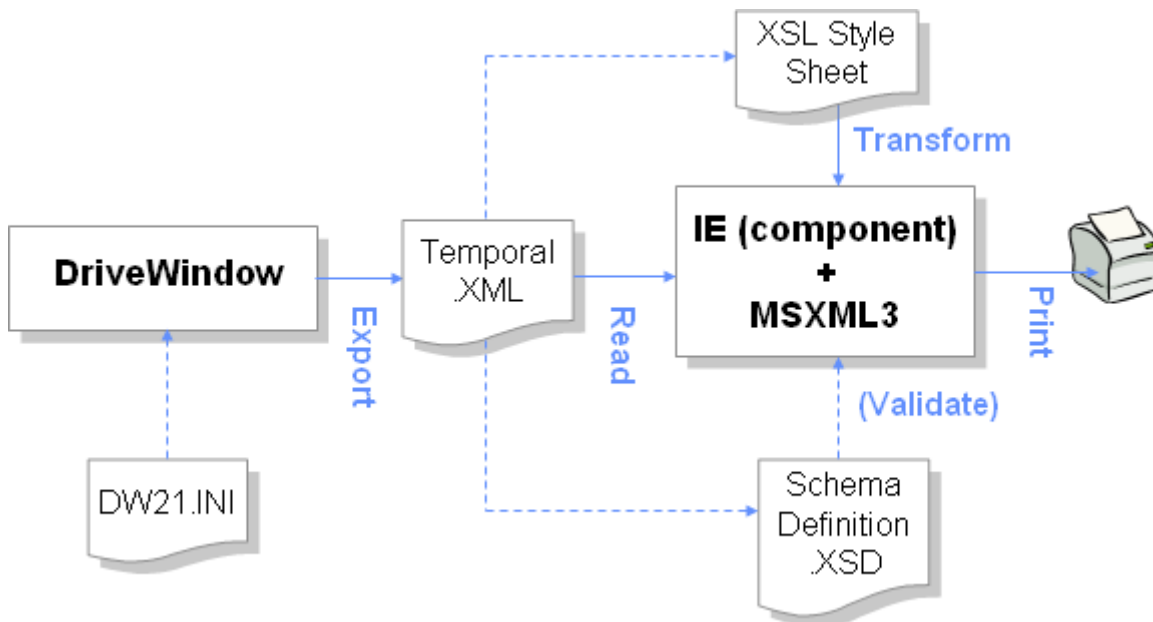 XSL Style
Sheet
Transform
DriveWindow
Export
Temporal
.XML
Read
IE (component)
+
MSXML3
Print
(Validate)
DW21.INI
Schema
Definition
.XSD